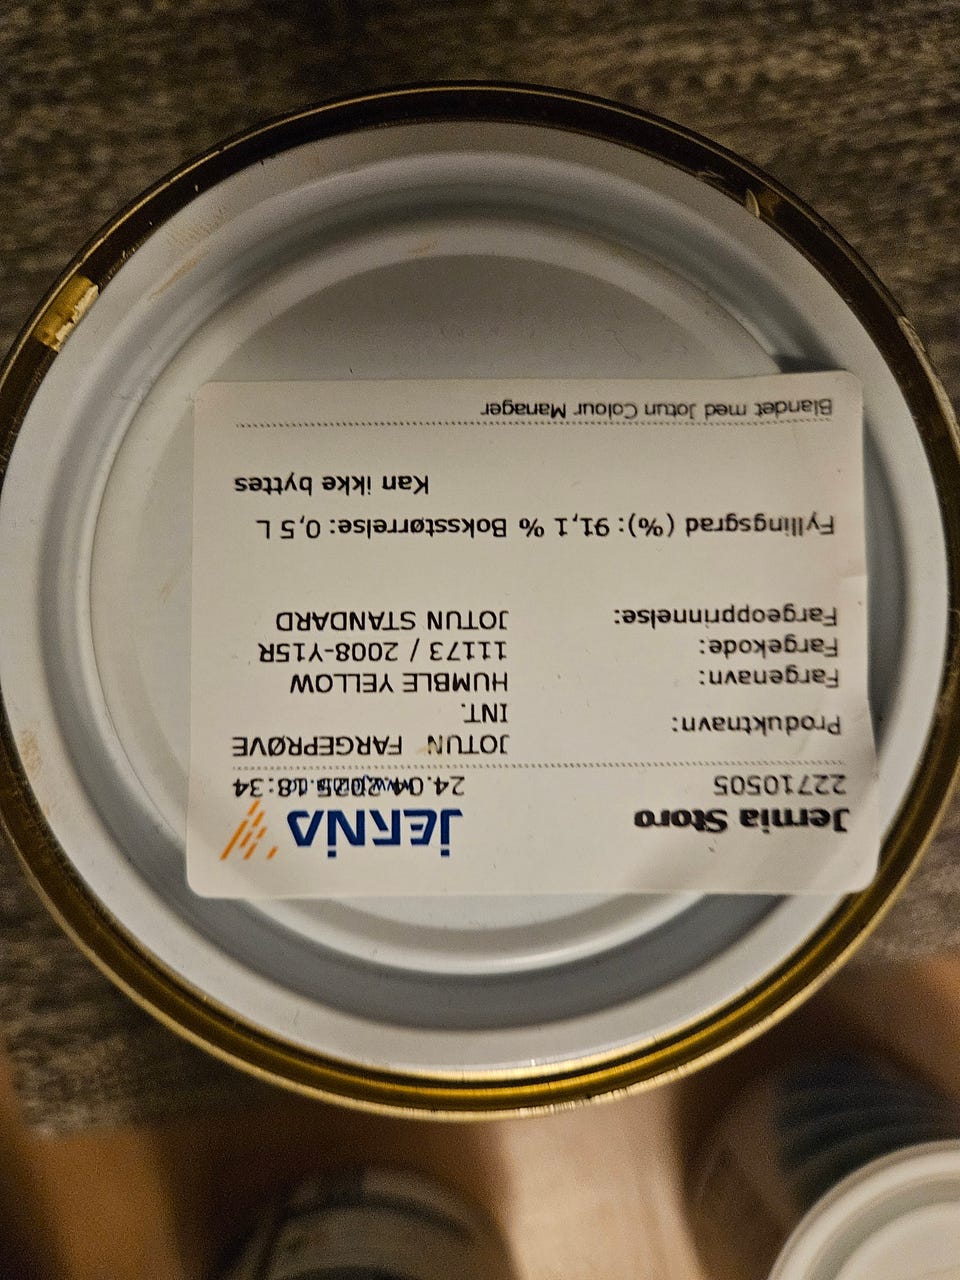 Jernia Storo
JERNIA
22710505
24.04.2025 18:34
Produktnavn: JOTUN FARGEPRØVE
INT.
Fargenavn: HUMBLE YELLOW
Fargekode: 11173 / 2008-Y15R
Fargeopprinnelse: JOTUN STANDARD
Fyllingsgrad (%): 91,1 % Boksstørrelse: 0,5 L
Kan ikke byttes
Blandet med Jotun Colour Manager